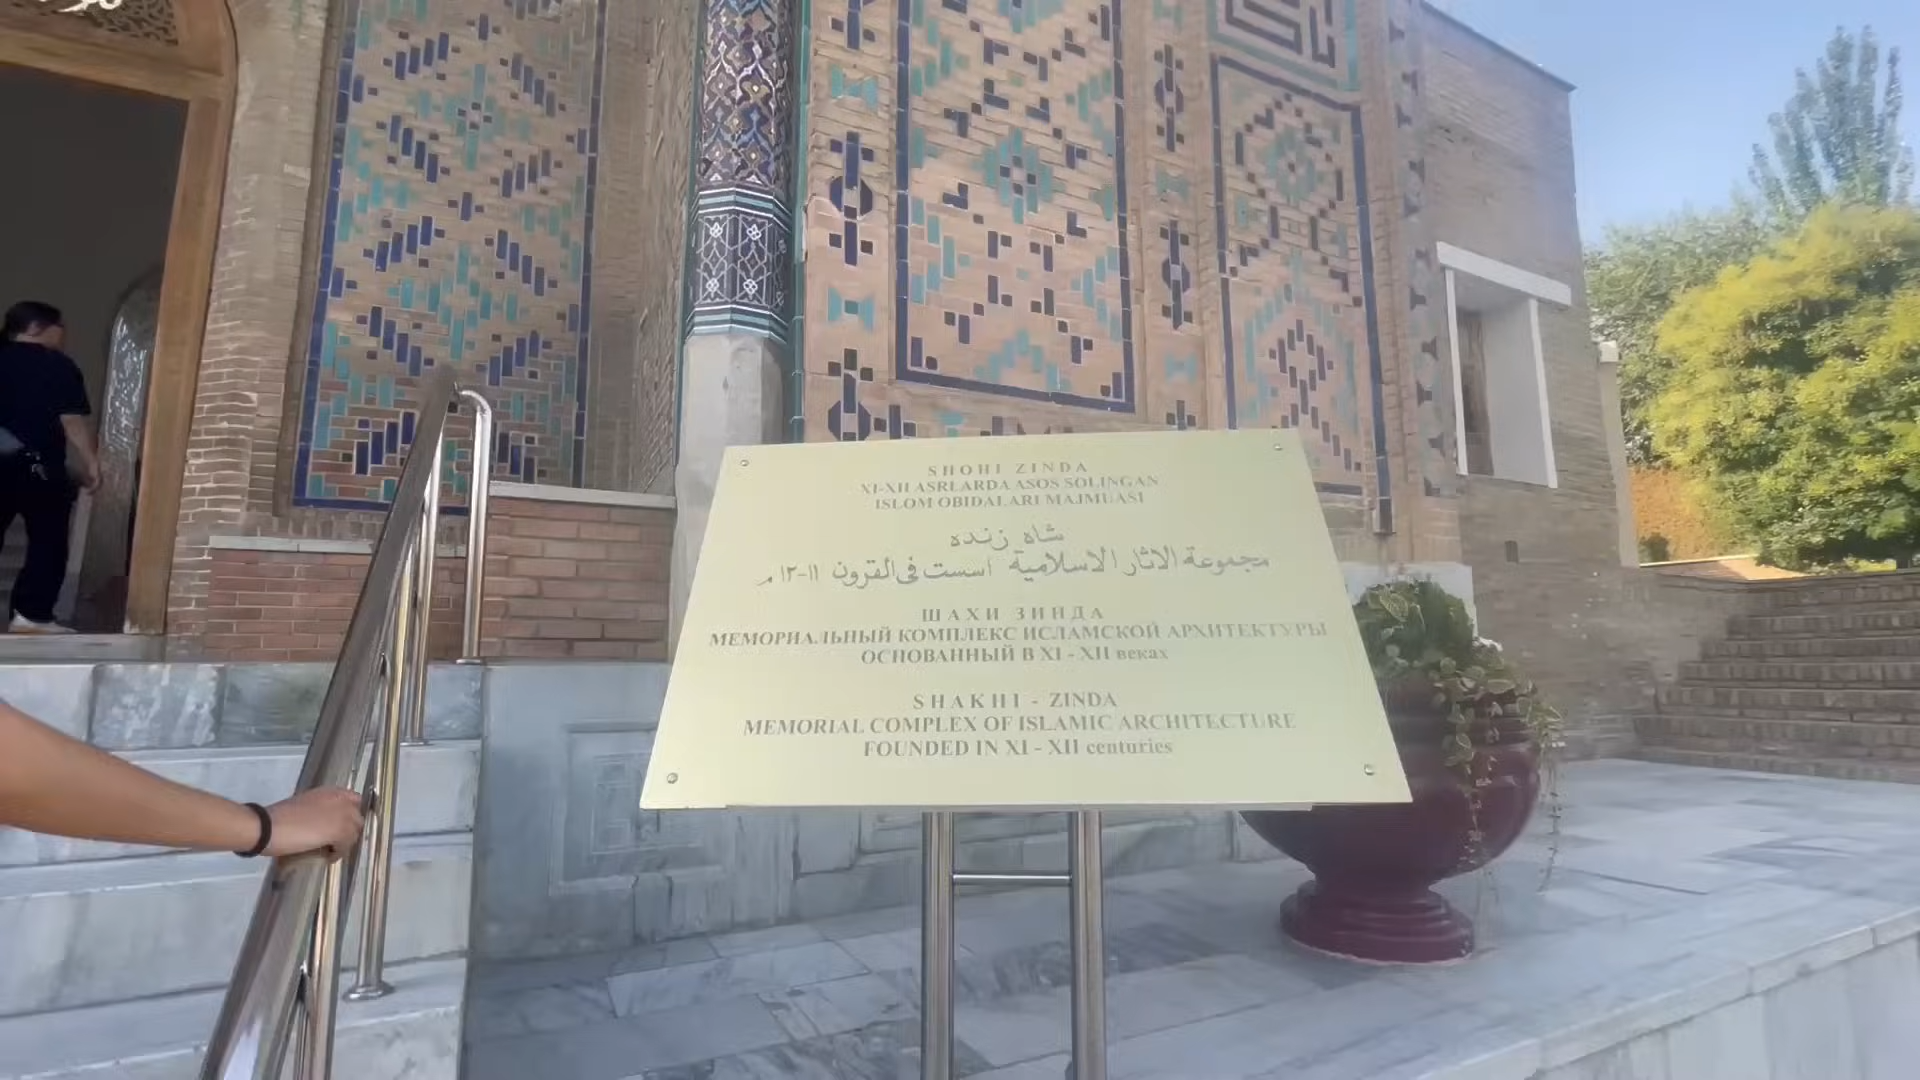 SHOHI ZINDA
XI-XII ASRLARDA ASOS SOLINGAN
ISLOM OBIDALARI MAJMUASI
شاه زنده
مجموعة الاثار الاسلامية اسست فى القرون ١١-١٢ م
ШАХИ ЗИНДА
МЕМОРИАЛЬНЫЙ КОМПЛЕКС ИСЛАМСКОЙ АРХИТЕКТУРЫ
ОСНОВАННЫЙ В XI - XII веках
SHAKHI - ZINDA
MEMORIAL COMPLEX OF ISLAMIC ARCHITECTURE
FOUNDED IN XI - XII centuries